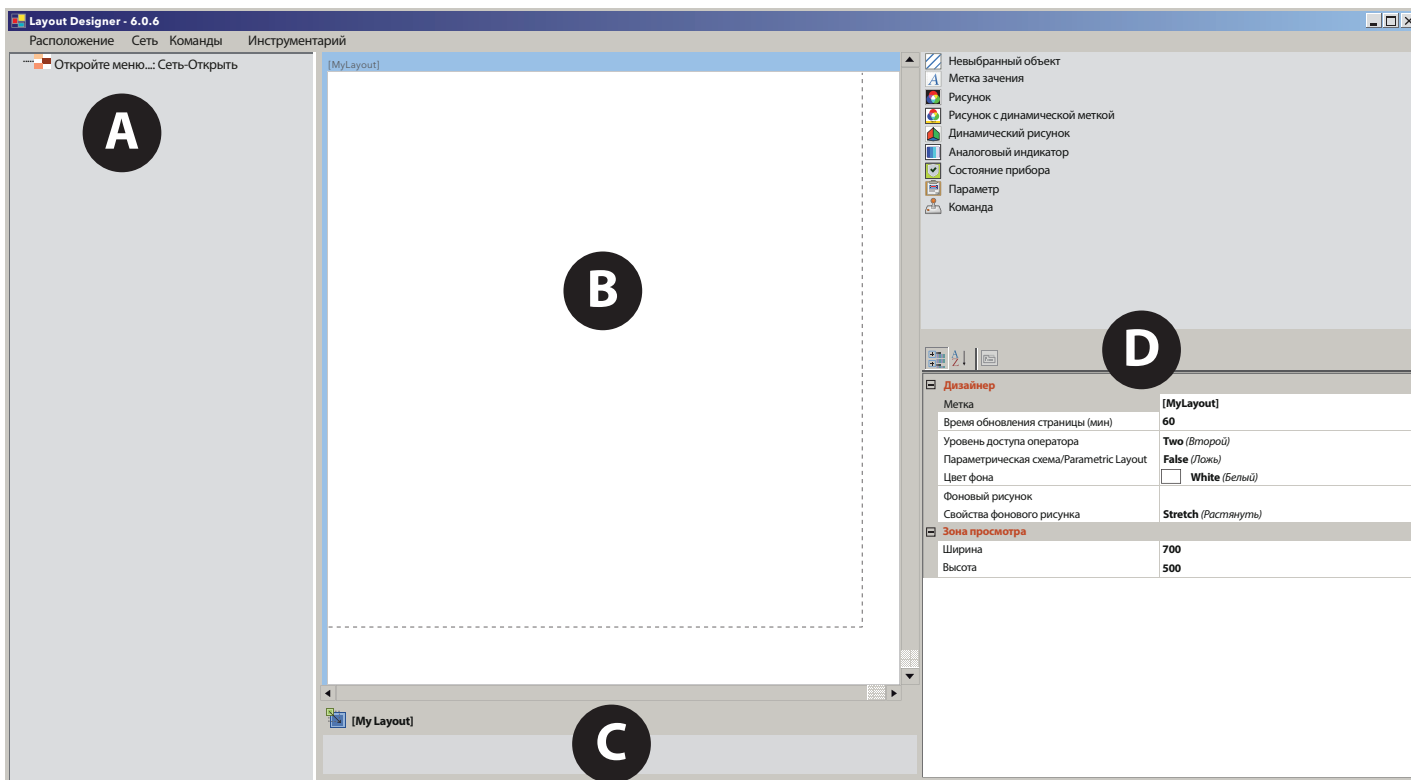 Layout Designer - 6.0.6
Расположение Сеть Команды Инструментарий
Откройте меню...: Сеть-Открыть
A
[MyLayout]
B
[My Layout]
C
Невыбранный объект
Метка зачения
Рисунок
Рисунок с динамической меткой
Динамический рисунок
Аналоговый индикатор
Состояние прибора
Параметр
Команда
D
Дизайнер
Метка [MyLayout]
Время обновления страницы (мин) 60
Уровень доступа оператора Two (Второй)
Параметрическая схема/Parametric Layout False (Ложь)
Цвет фона White (Белый)
Фоновый рисунок
Свойства фонового рисунка Stretch (Растянуть)
Зона просмотра
Ширина 700
Высота 500